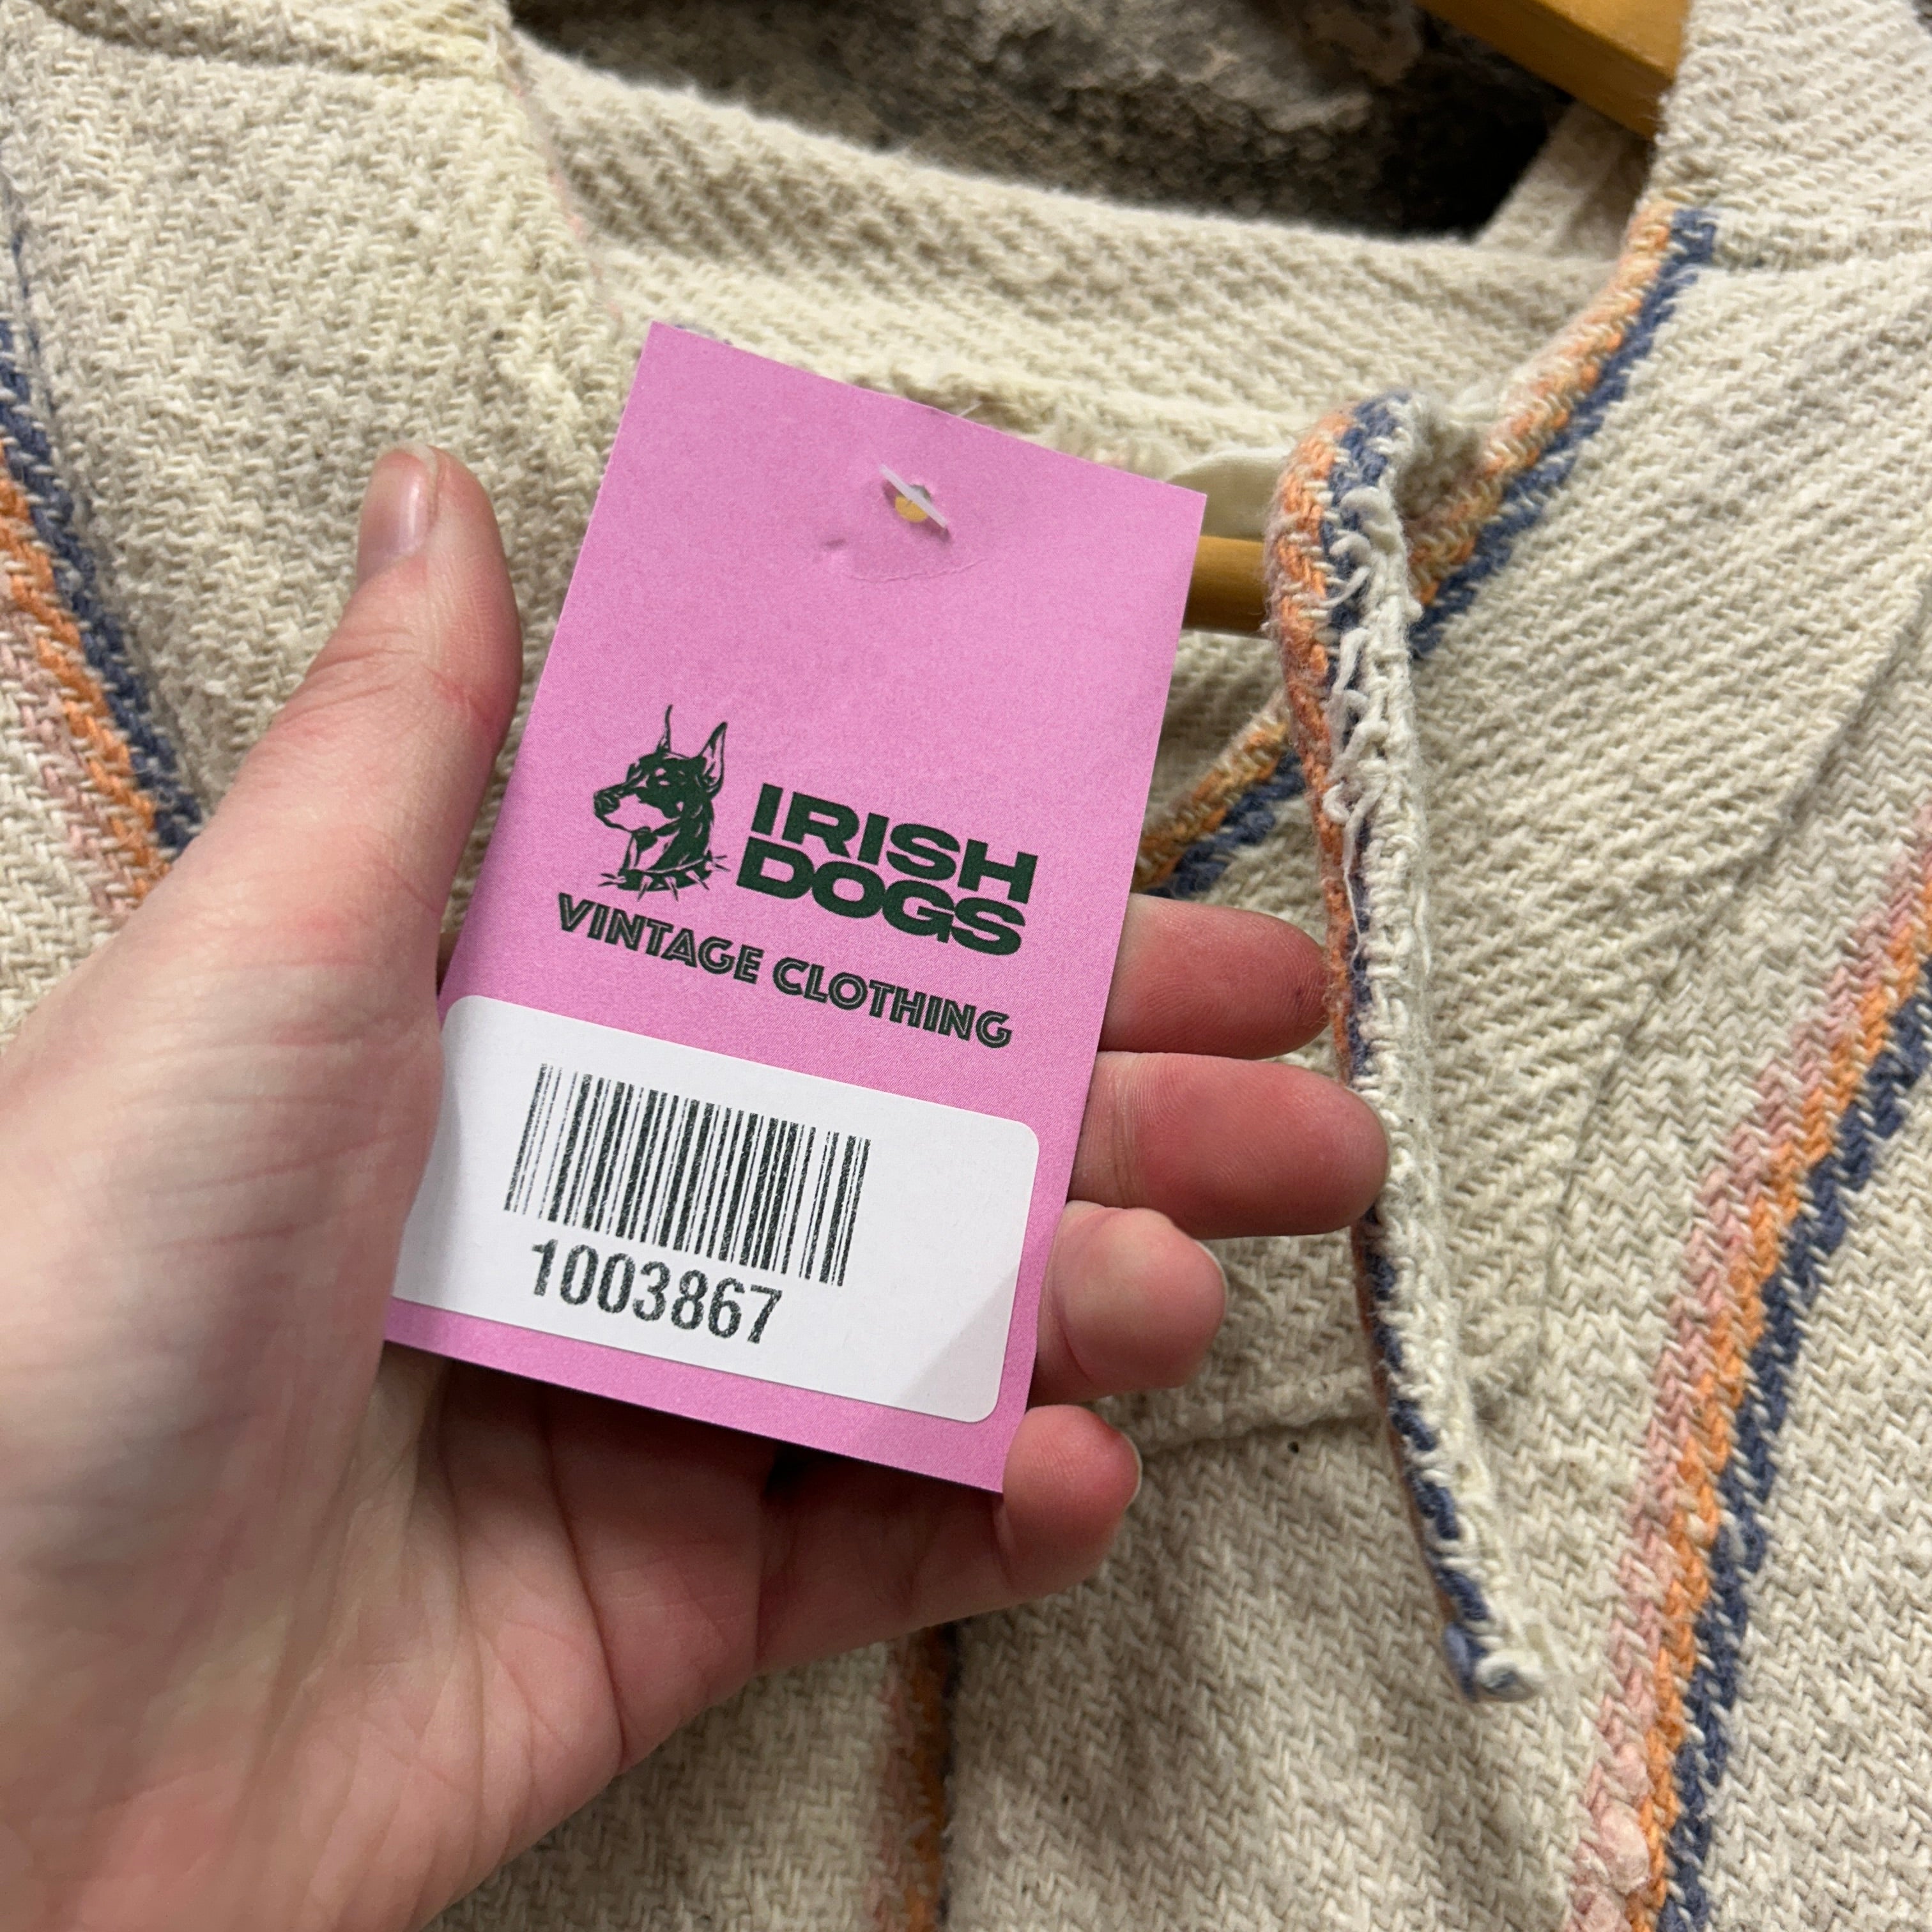 IRISH
DOGS
VINTAGE CLOTHING
1003867